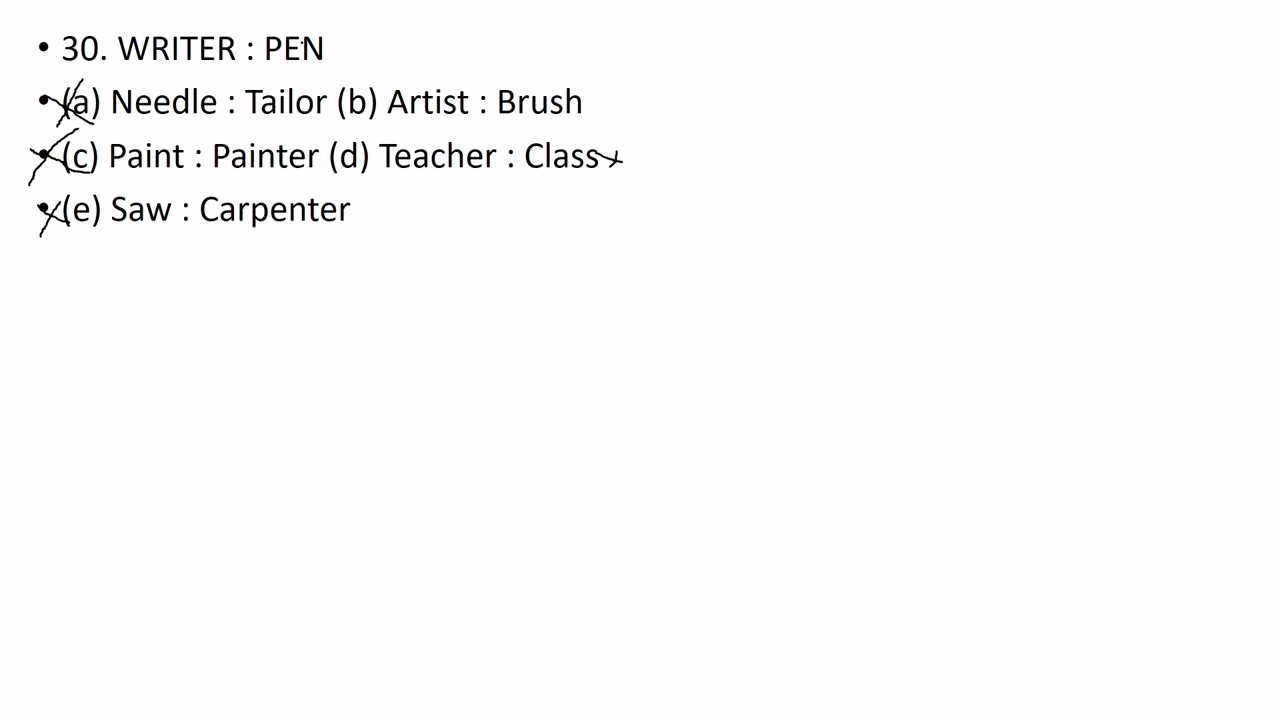 • 30. WRITER : PEN
• (a) Needle : Tailor (b) Artist : Brush
• (c) Paint : Painter (d) Teacher : Class
• (e) Saw : Carpenter